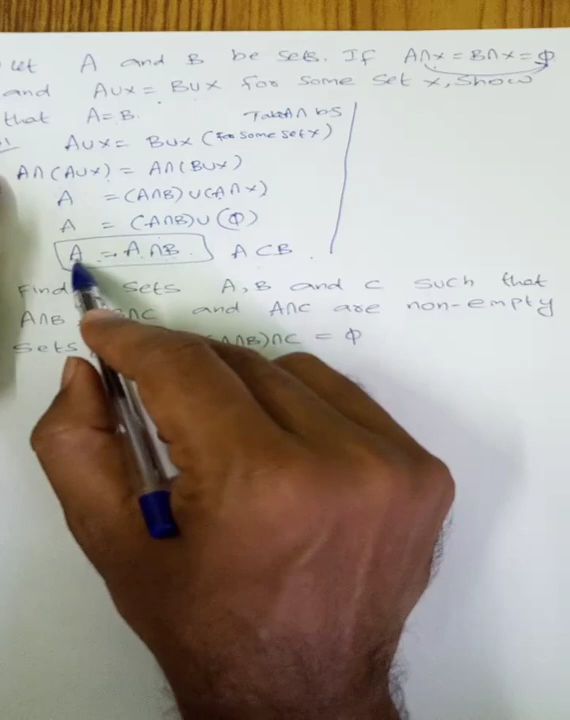 Let A and B be sets. If A∩x = B∩x = Φ
and A∪x = B∪x for some set x, show
that A=B. Take A∩ bs
A∪x = B∪x (for some set x)
A∩(A∪x) = A∩(B∪x)
A = (A∩B)∪(A∩x)
A = (A∩B)∪(Φ)
A = A∩B. A⊂B.
Find sets A, B and C such that
A∩B, B∩C and A∩C are non-empty
sets (A∩B)∩C = Φ